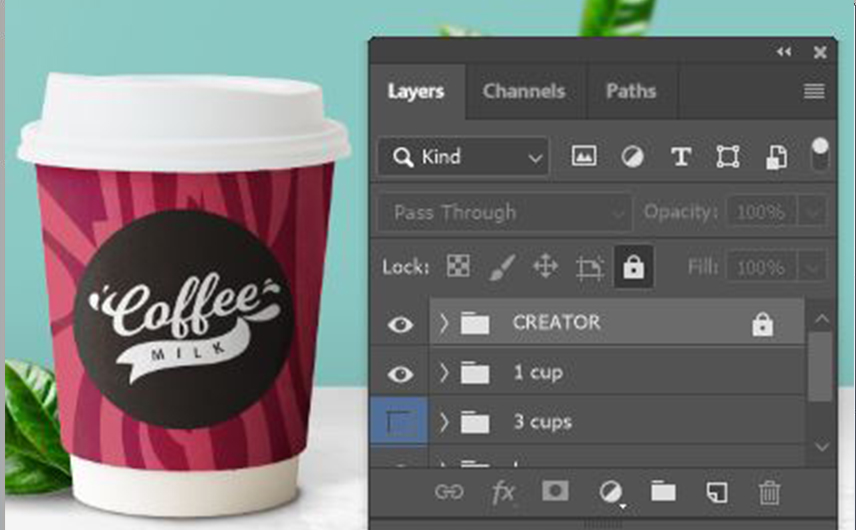 Coffee
MILK
Layers
Channels
Paths
Kind
Pass Through
Opacity:
100%
Lock:
Fill:
100%
CREATOR
1 cup
3 cups
fx